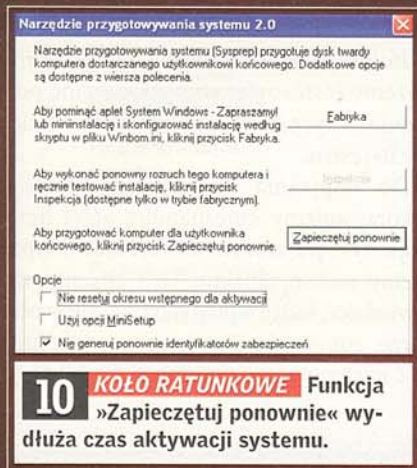 Narzędzie przygotowywania systemu 2.0
Narzędzie przygotowywania systemu (Sysprep) przygotuje dysk twardy
komputera dostarczanego użytkownikowi końcowego. Dodatkowe opcje
są dostępne z wiersza polecenia.
Aby pominąć aplet System Windows - Zapraszamy!
lub mininstalację i skonfigurować instalację według
skryptu w pliku Winbom.ini, kliknij przycisk Fabryka.
Fabryka
Aby wykonać ponowny rozruch tego komputera i
ręcznie testować instalację, kliknij przycisk
Inspekcja (dostępne tylko w trybie fabrycznym).
Inspekcja
Aby przygotować komputer dla użytkownika
końcowego, kliknij przycisk Zapieczętuj ponownie.
Zapieczętuj ponownie
Opcje
Nie resetuj okresu wstępnego dla aktywacji
Użyj opcji MiniSetup
Nie generuj ponownie identyfikatorów zabezpieczeń
10 KOŁO RATUNKOWE Funkcja
»Zapieczętuj ponownie« wy-
dłuża czas aktywacji systemu.